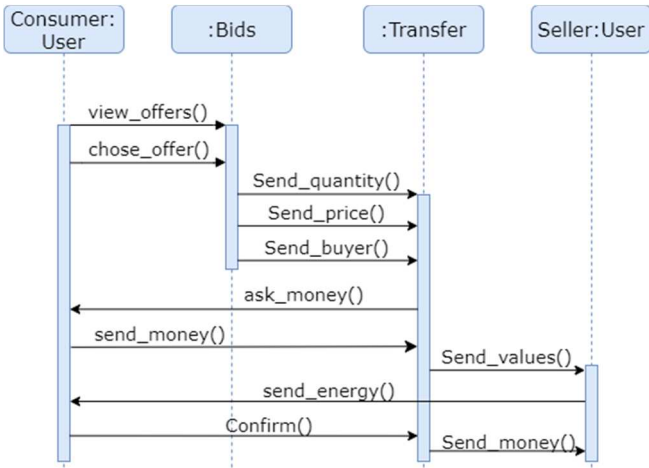 Consumer:
User
:Bids
:Transfer
Seller:User
view_offers()
chose_offer()
Send_quantity()
Send_price()
Send_buyer()
ask_money()
send_money()
Send_values()
send_energy()
Confirm()
Send_money()